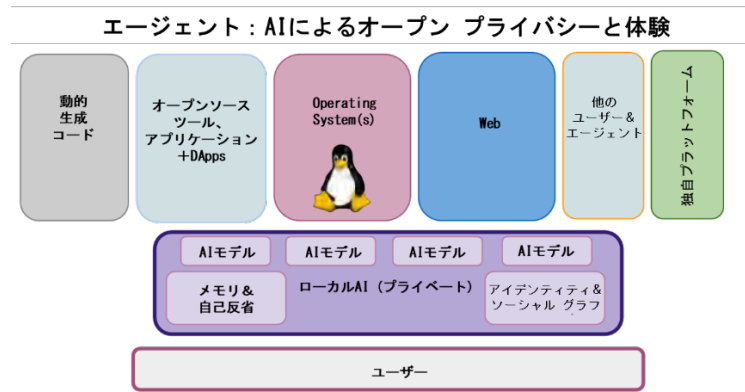 エージェント：AIによるオープン プライバシーと体験
動的
生成
コード
オープンソース
ツール、
アプリケーション
＋DApps
Operating
System(s)
Web
他の
ユーザー＆
エージェント
独自プラットフォーム
AIモデル
AIモデル
AIモデル
AIモデル
メモリ＆
自己反省
ローカルAI（プライベート）
アイデンティティ＆
ソーシャル グラフ
ユーザー